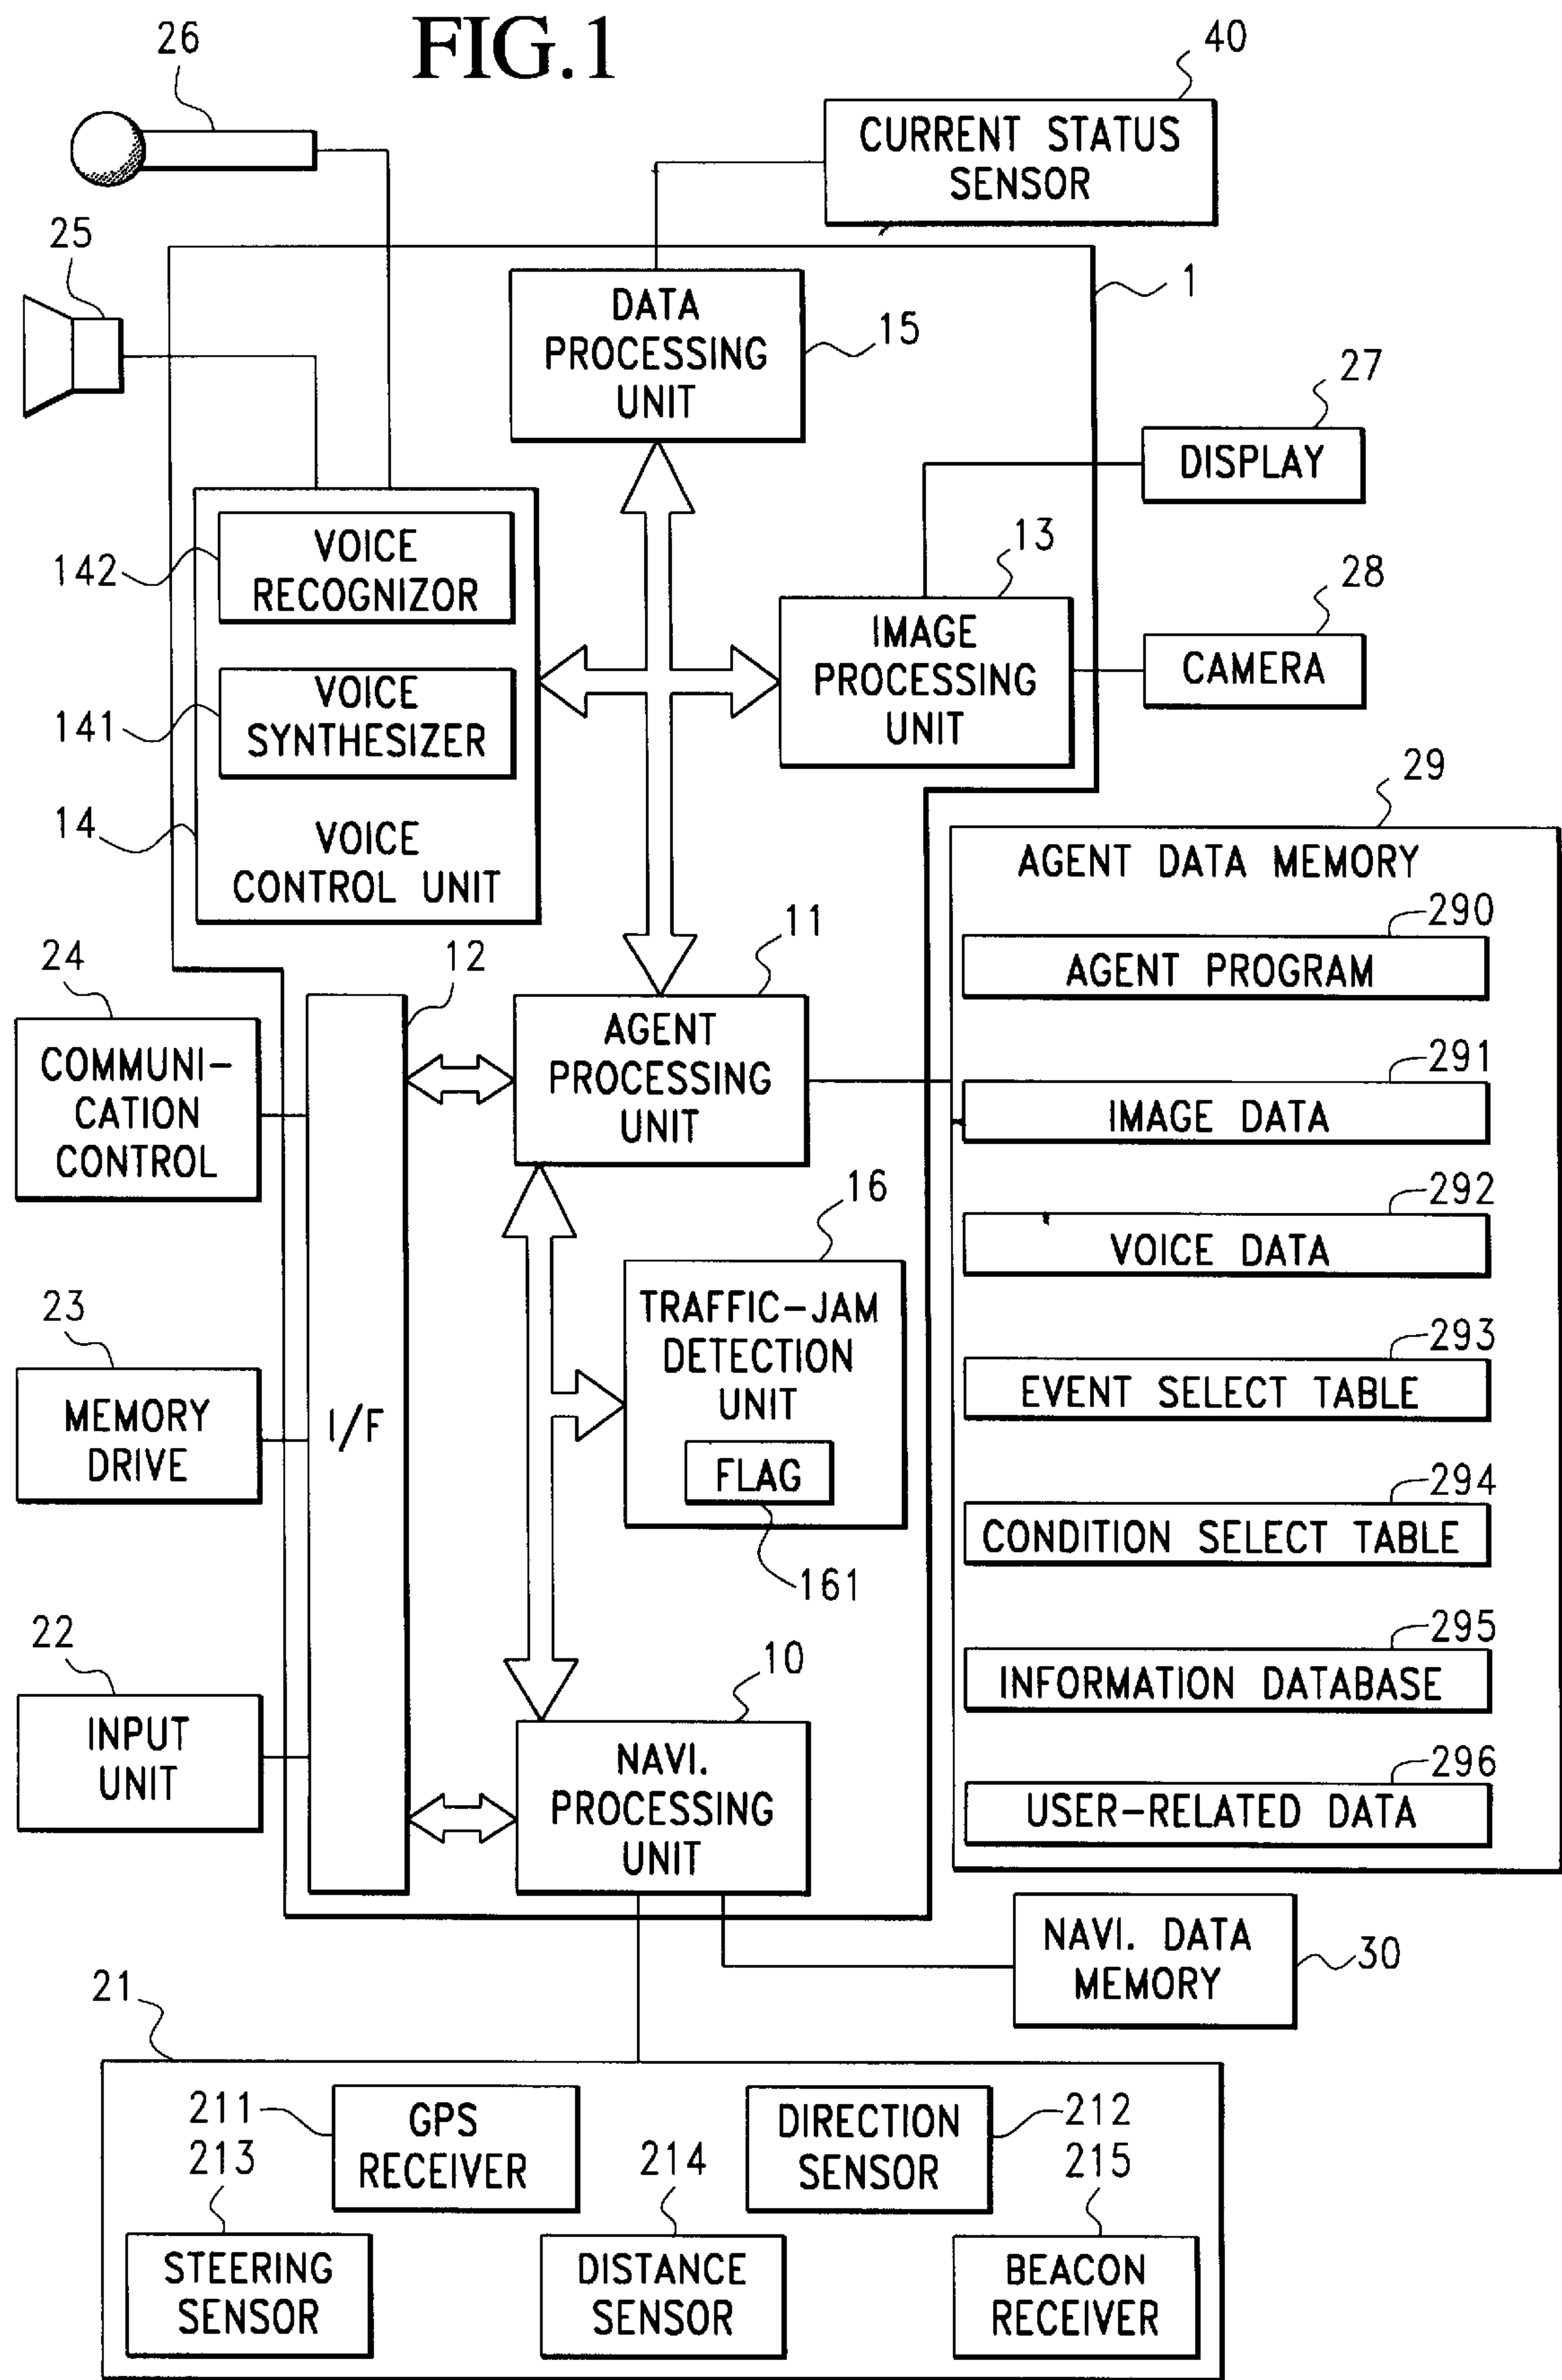 FIG.1
26
40
CURRENT STATUS
SENSOR
25
1
DATA
PROCESSING
UNIT
15
27
DISPLAY
142
VOICE
RECOGNIZOR
13
IMAGE
PROCESSING
UNIT
28
CAMERA
141
VOICE
SYNTHESIZER
14
VOICE
CONTROL UNIT
29
AGENT DATA MEMORY
290
AGENT PROGRAM
291
IMAGE DATA
292
VOICE DATA
293
EVENT SELECT TABLE
294
CONDITION SELECT TABLE
295
INFORMATION DATABASE
296
USER-RELATED DATA
24
COMMUNI-
CATION
CONTROL
12
I/F
11
AGENT
PROCESSING
UNIT
16
TRAFFIC-JAM
DETECTION
UNIT
FLAG
161
23
MEMORY
DRIVE
22
INPUT
UNIT
10
NAVI.
PROCESSING
UNIT
NAVI. DATA
MEMORY
30
21
211
GPS
RECEIVER
DIRECTION
SENSOR
212
213
STEERING
SENSOR
214
DISTANCE
SENSOR
215
BEACON
RECEIVER